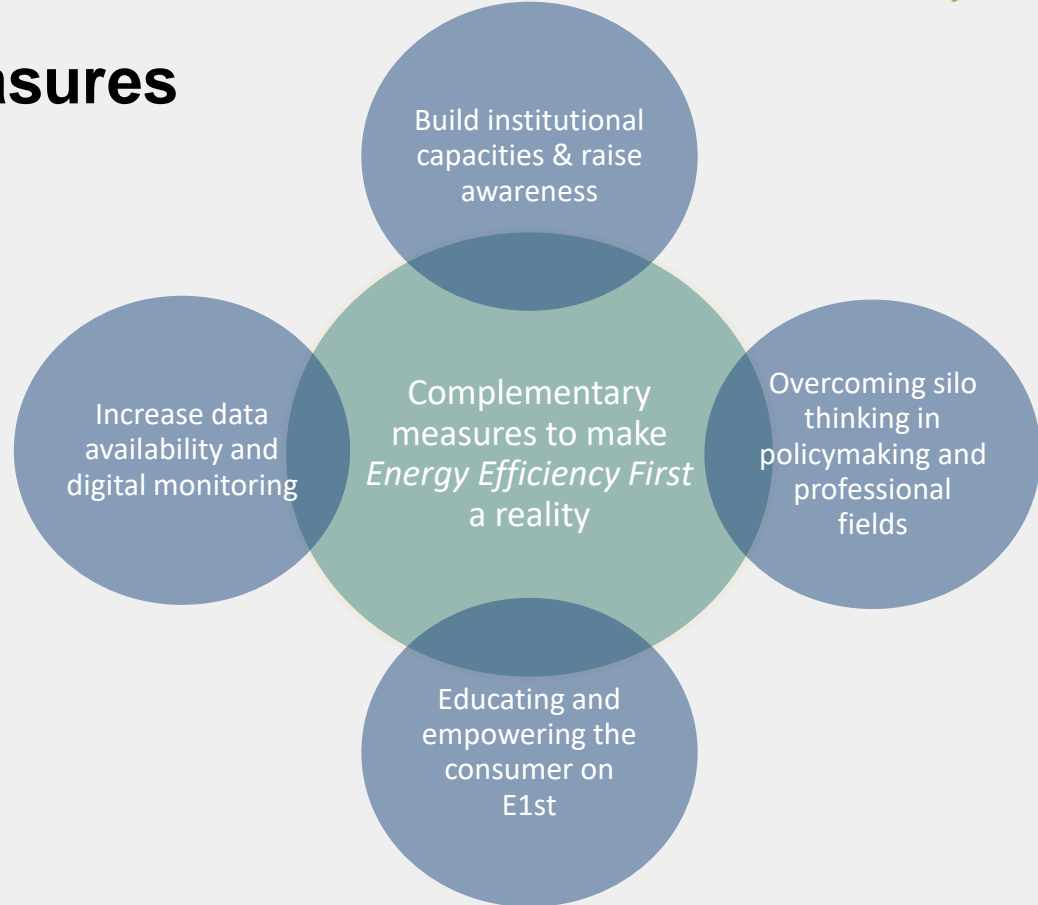 asures
Build institutional
capacities & raise
awareness
Increase data
availability and
digital monitoring
Complementary
measures to make
Energy Efficiency First
a reality
Overcoming silo
thinking in
policymaking and
professional
fields
Educating and
empowering the
consumer on
E1st